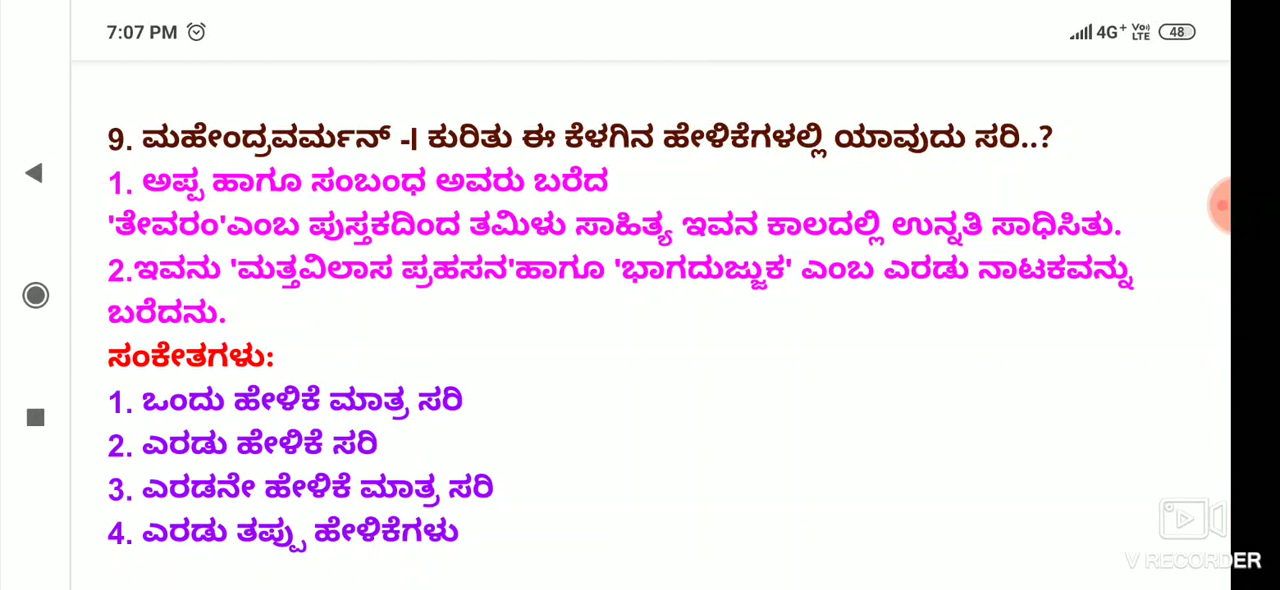 7:07 PM 4G+ Vo) LTE 48
9. ಮಹೇಂದ್ರವರ್ಮನ್ -I ಕುರಿತು ಈ ಕೆಳಗಿನ ಹೇಳಿಕೆಗಳಲ್ಲಿ ಯಾವುದು ಸರಿ..?
1. ಅಪ್ಪ ಹಾಗೂ ಸಂಬಂಧ ಅವರು ಬರೆದ
'ತೇವರಂ'ಎಂಬ ಪುಸ್ತಕದಿಂದ ತಮಿಳು ಸಾಹಿತ್ಯ ಇವನ ಕಾಲದಲ್ಲಿ ಉನ್ನತಿ ಸಾಧಿಸಿತು.
2.ಇವನು 'ಮತ್ತವಿಲಾಸ ಪ್ರಹಸನ'ಹಾಗೂ 'ಭಾಗದುಜ್ಜುಕ' ಎಂಬ ಎರಡು ನಾಟಕವನ್ನು
ಬರೆದನು.
ಸಂಕೇತಗಳು:
1. ಒಂದು ಹೇಳಿಕೆ ಮಾತ್ರ ಸರಿ
2. ಎರಡು ಹೇಳಿಕೆ ಸರಿ
3. ಎರಡನೇ ಹೇಳಿಕೆ ಮಾತ್ರ ಸರಿ
4. ಎರಡು ತಪ್ಪು ಹೇಳಿಕೆಗಳು
V RECORDER